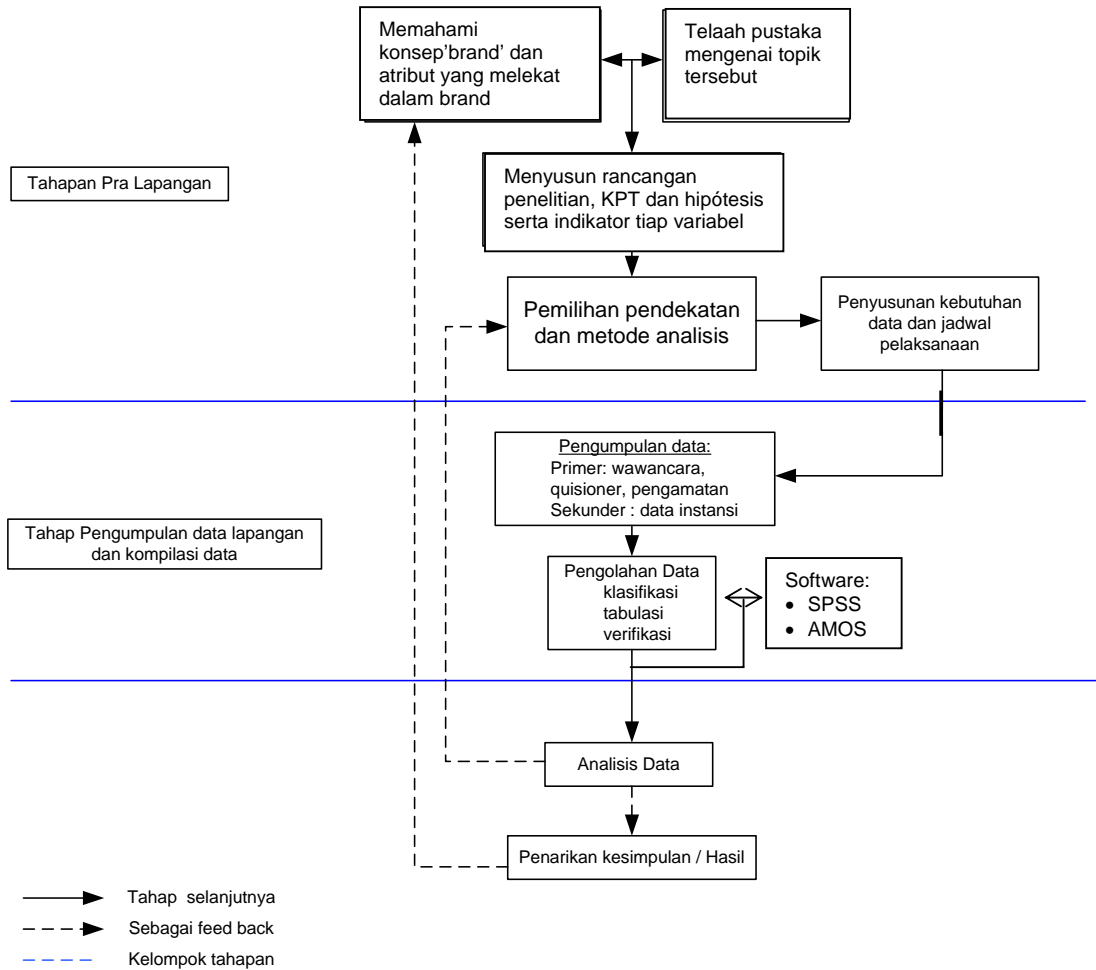 Memahami
konsep'brand' dan
atribut yang melekat
dalam brand
Telaah pustaka
mengenai topik
tersebut
Tahapan Pra Lapangan
Menyusun rancangan
penelitian, KPT dan hipótesis
serta indikator tiap variabel
Pemilihan pendekatan
dan metode analisis
Penyusunan kebutuhan
data dan jadwal
pelaksanaan
Pengumpulan data:
Primer: wawancara,
quisioner, pengamatan
Sekunder : data instansi
Tahap Pengumpulan data lapangan
dan kompilasi data
Pengolahan Data
klasifikasi
tabulasi
verifikasi
Software:
• SPSS
• AMOS
Analisis Data
Penarikan kesimpulan / Hasil
Tahap selanjutnya
Sebagai feed back
Kelompok tahapan